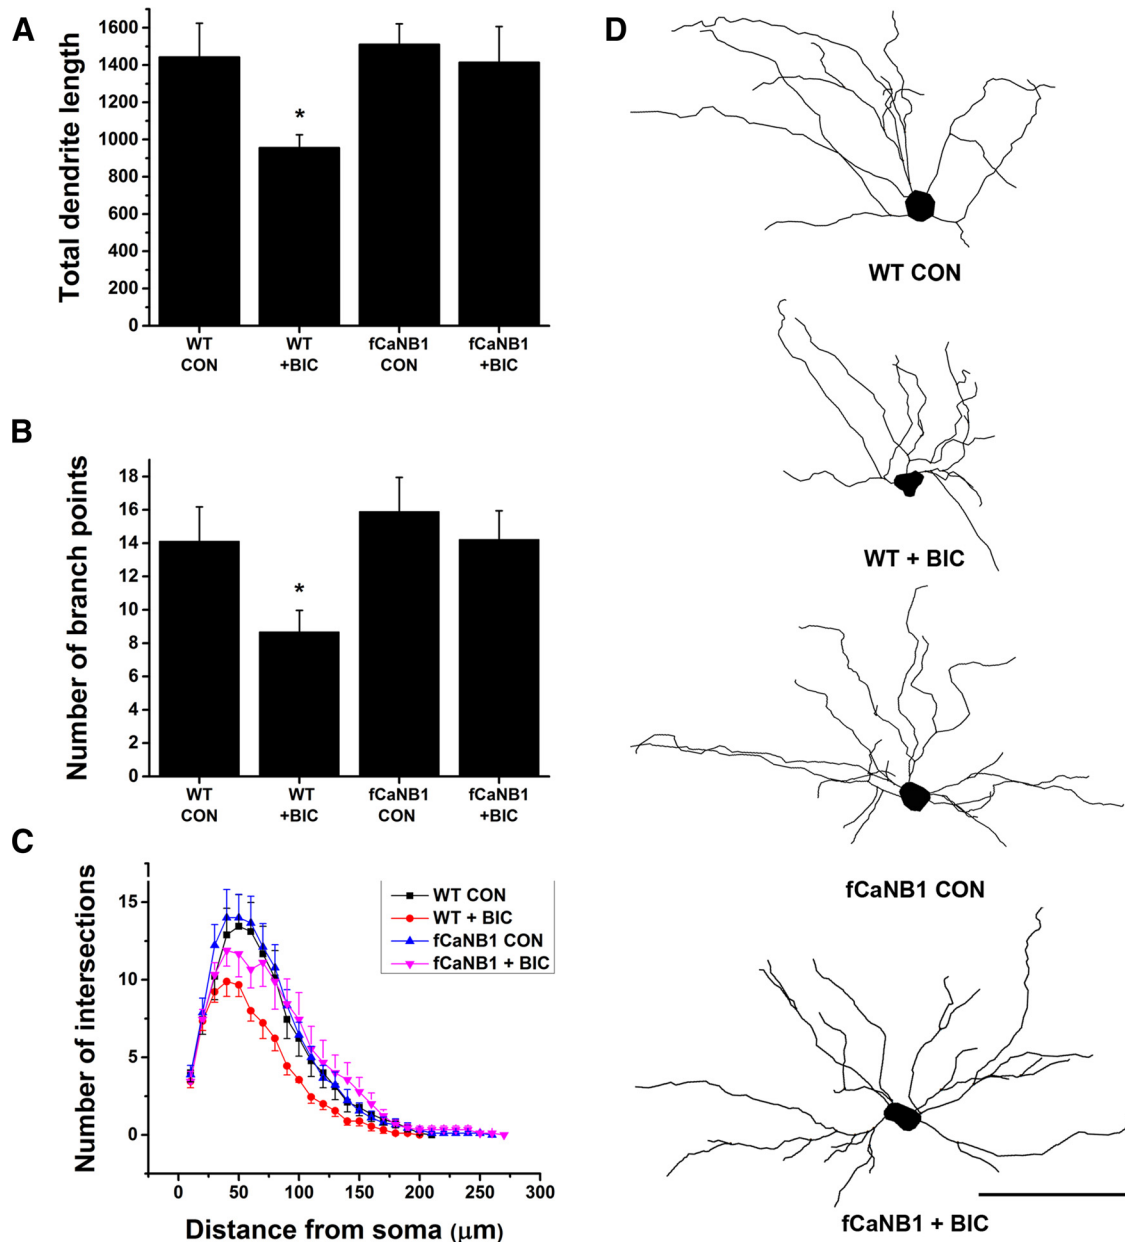 A
Total dendrite length
1600
1400
1200
1000
800
600
400
200
0
*
WT CON
WT +BIC
fCaNB1 CON
fCaNB1 +BIC
B
Number of branch points
18
16
14
12
10
8
6
4
2
0
*
WT CON
WT +BIC
fCaNB1 CON
fCaNB1 +BIC
C
Number of intersections
15
10
5
0
WT CON
WT + BIC
fCaNB1 CON
fCaNB1 + BIC
0 50 100 150 200 250 300
Distance from soma (μm)
D
WT CON
WT + BIC
fCaNB1 CON
fCaNB1 + BIC